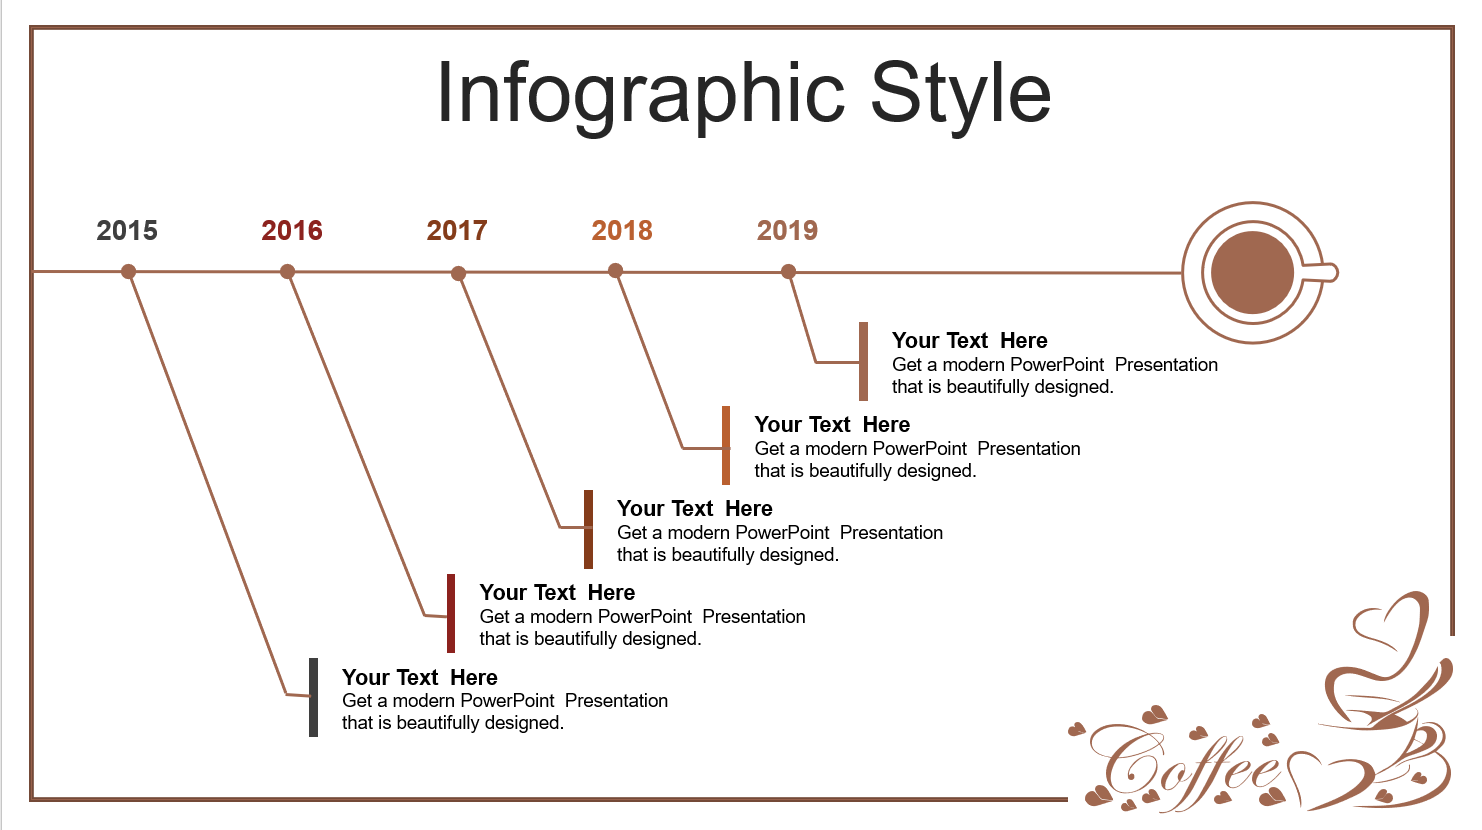 Infographic Style
2015 2016 2017 2018 2019
Your Text  Here
Get a modern PowerPoint  Presentation
that is beautifully designed.
Your Text  Here
Get a modern PowerPoint  Presentation
that is beautifully designed.
Your Text  Here
Get a modern PowerPoint  Presentation
that is beautifully designed.
Your Text  Here
Get a modern PowerPoint  Presentation
that is beautifully designed.
Your Text  Here
Get a modern PowerPoint  Presentation
that is beautifully designed.
Coffee